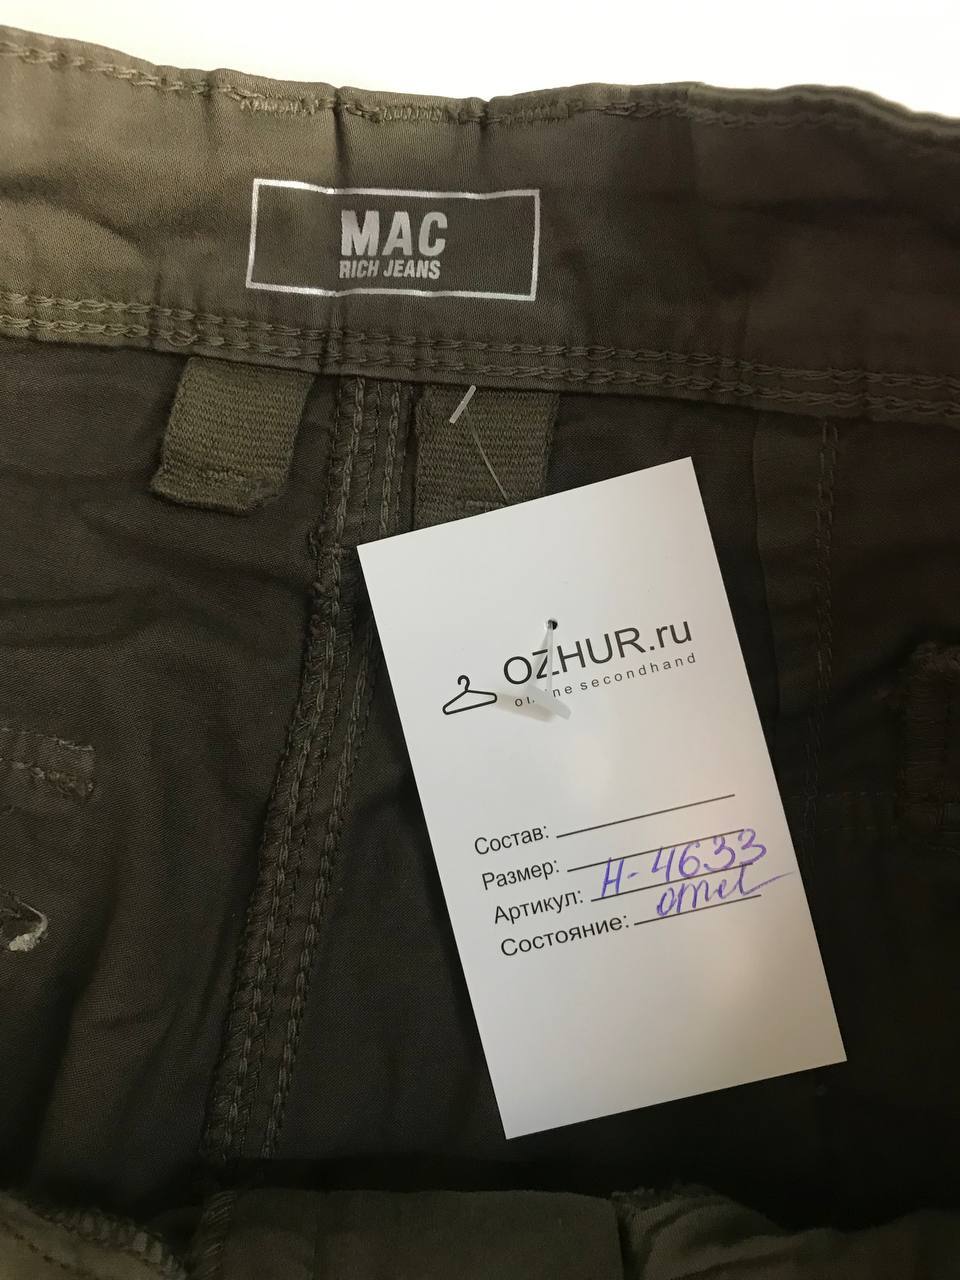 MAC
RICH JEANS
OZHUR.ru
online secondhand
Состав:
Размер:
Артикул: H-4633
Состояние: отл